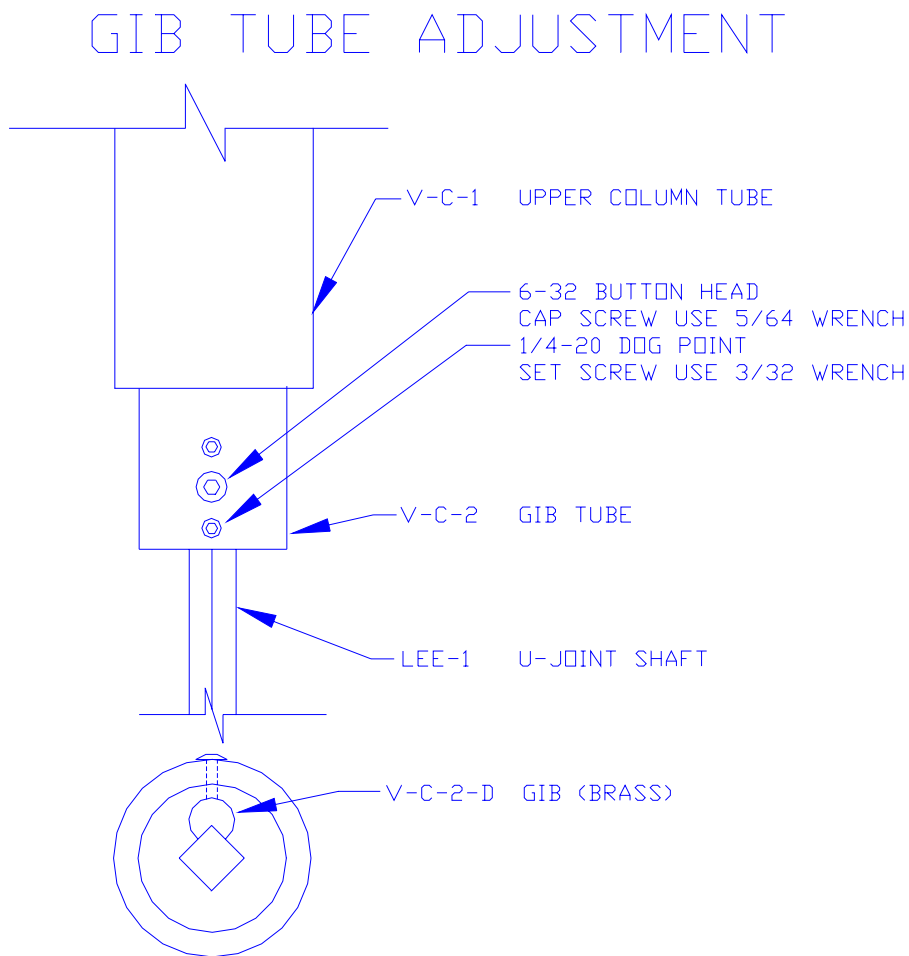 GIB TUBE ADJUSTMENT
V-C-1 UPPER COLUMN TUBE
6-32 BUTTON HEAD
CAP SCREW USE 5/64 WRENCH
1/4-20 DOG POINT
SET SCREW USE 3/32 WRENCH
V-C-2 GIB TUBE
LEE-1 U-JOINT SHAFT
V-C-2-D GIB (BRASS)